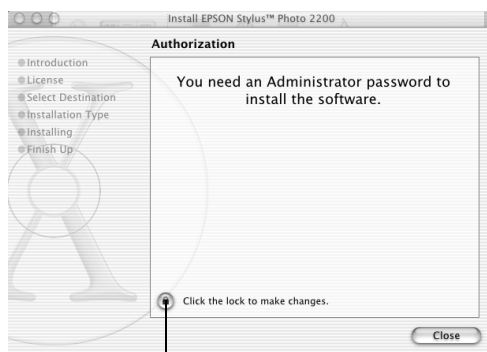 Install EPSON Stylus™ Photo 2200
Authorization
Introduction
License
Select Destination
Installation Type
Installing
Finish Up
You need an Administrator password to
install the software.
Click the lock to make changes.
Close